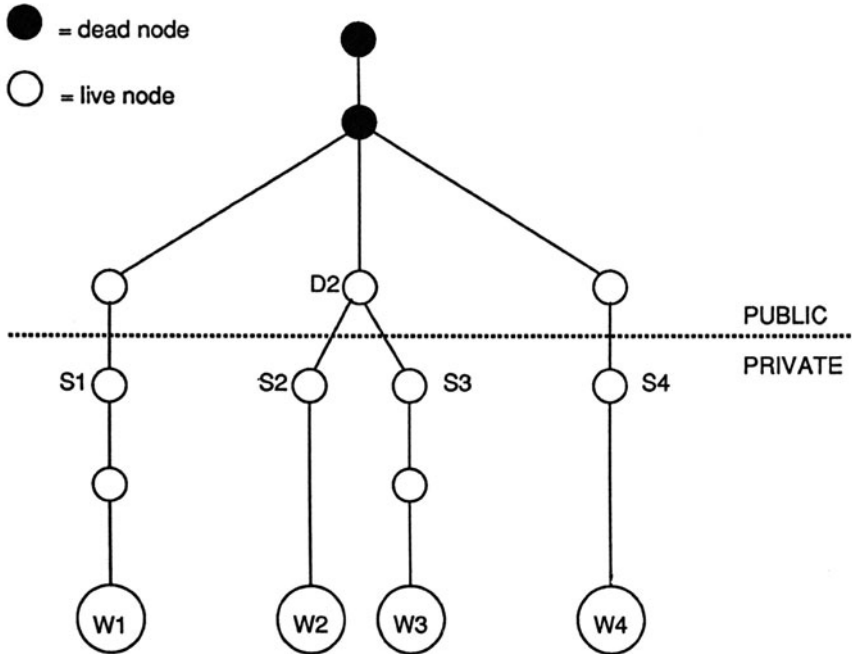 = dead node
= live node
D2
PUBLIC
PRIVATE
S1
S2
S3
S4
W1
W2
W3
W4